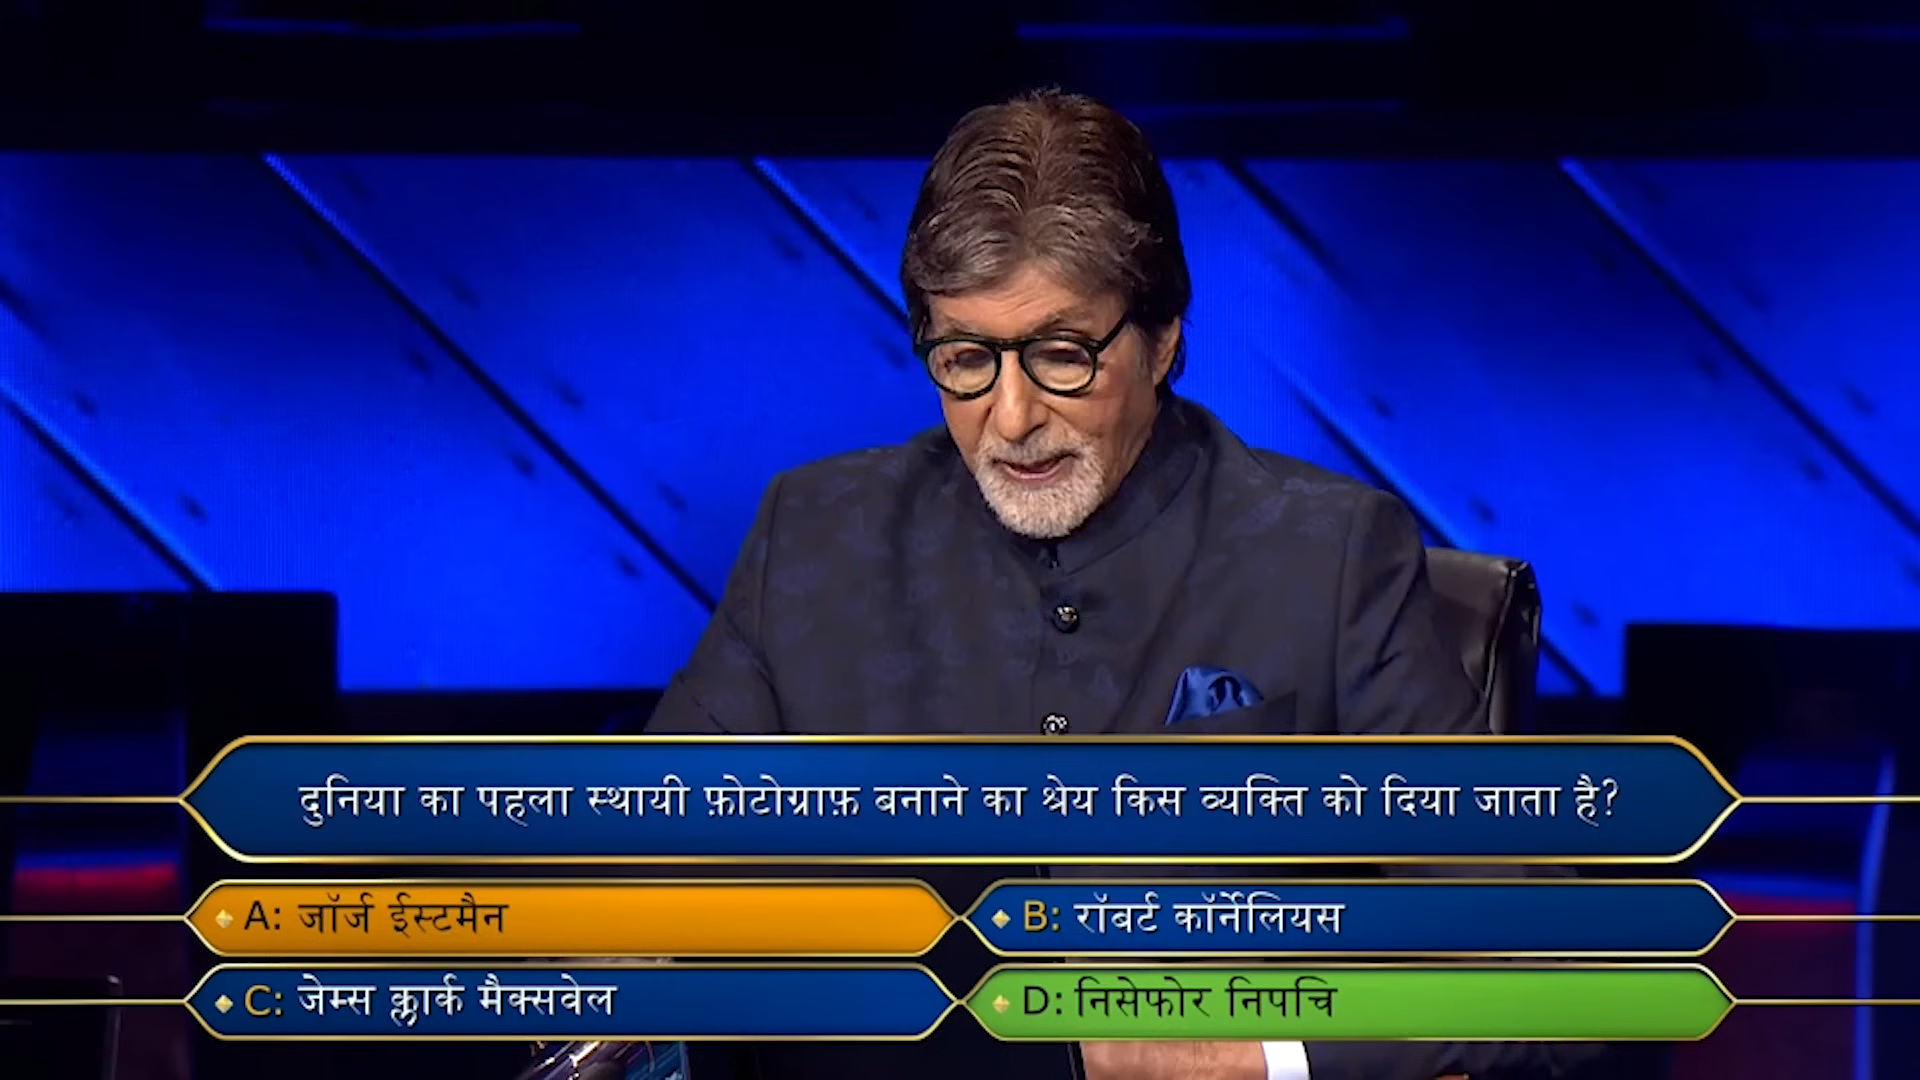 दुनिया का पहला स्थायी फ़ोटोग्राफ़ बनाने का श्रेय किस व्यक्ति को दिया जाता है?
A: जॉर्ज ईस्टमैन
B: रॉबर्ट कॉर्नेलियस
C: जेम्स क्लार्क मैक्सवेल
D: निसेफोर निपचि